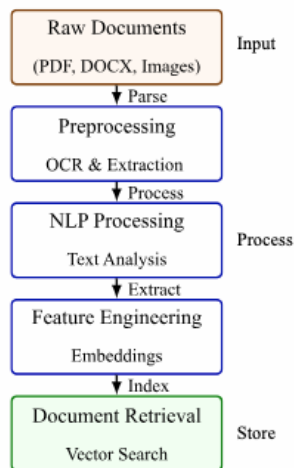 Raw Documents
Input
(PDF, DOCX, Images)
Parse
Preprocessing
OCR & Extraction
Process
NLP Processing
Process
Text Analysis
Extract
Feature Engineering
Embeddings
Index
Document Retrieval
Store
Vector Search